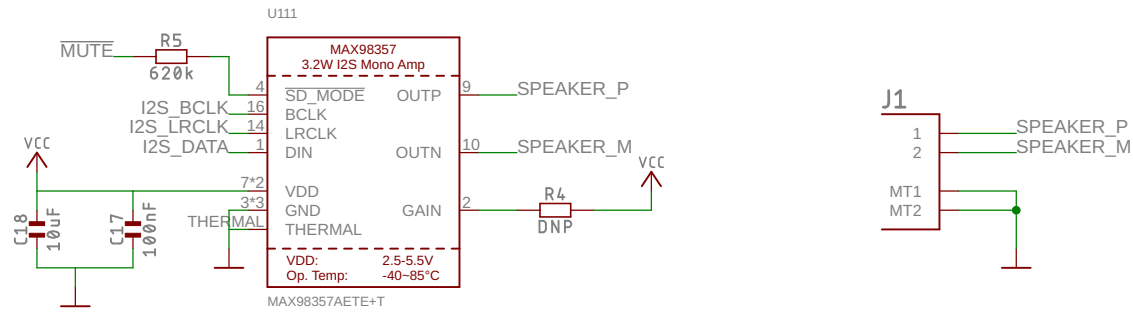 U111
MAX98357
3.2W I2S Mono Amp
MUTE
R5
620k
4
SD_MODE
OUTP
9
SPEAKER_P
I2S_BCLK
16
BCLK
I2S_LRCLK
14
LRCLK
I2S_DATA
1
DIN
OUTN
10
SPEAKER_M
VCC
7*2
VDD
3*3
GND
GAIN
2
R4
DNP
VCC
THERMAL
THERMAL
C18
10uF
C17
100nF
VDD: 2.5-5.5V
Op. Temp: -40~85°C
MAX98357AETE+T
J1
1
SPEAKER_P
2
SPEAKER_M
MT1
MT2